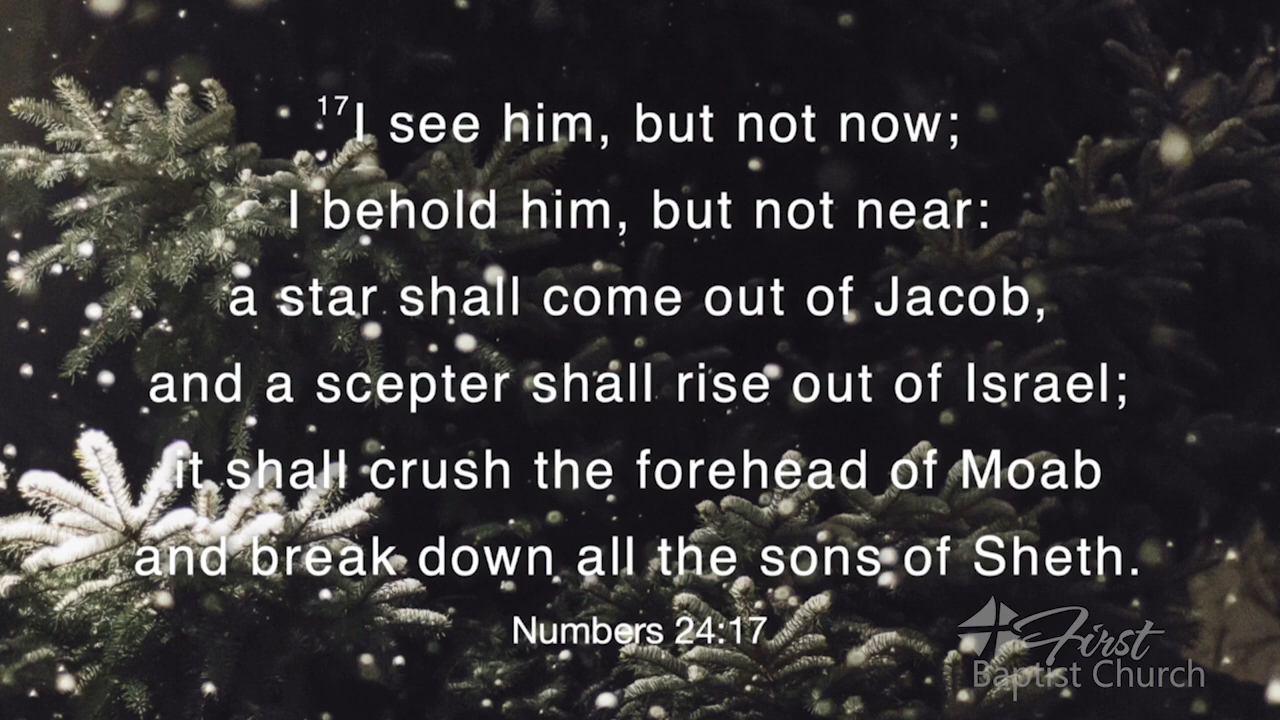 17I see him, but not now;
I behold him, but not near:
a star shall come out of Jacob,
and a scepter shall rise out of Israel;
it shall crush the forehead of Moab
and break down all the sons of Sheth.
Numbers 24:17
First
Baptist Church